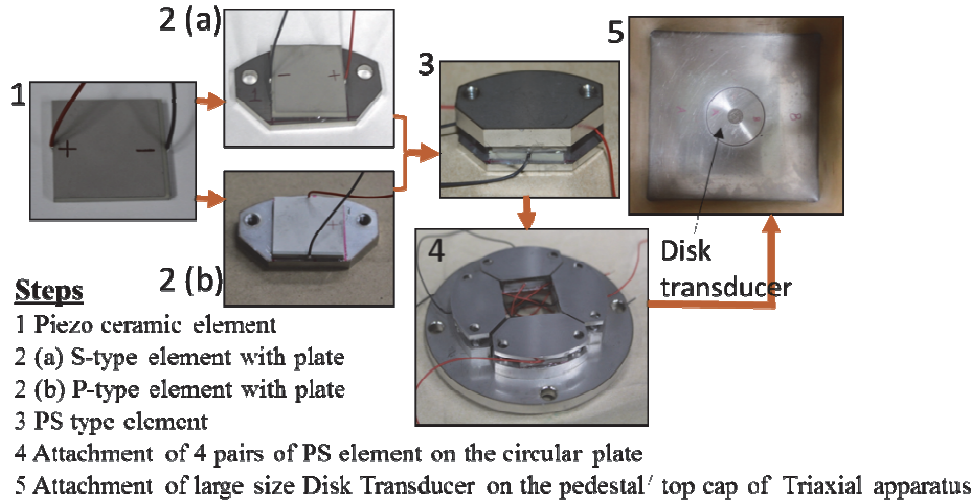 2 (a)
5
3
1
+
−
−
+
4
2 (b)
Disk
transducer
Steps
1 Piezo ceramic element
2 (a) S-type element with plate
2 (b) P-type element with plate
3 PS type element
4 Attachment of 4 pairs of PS element on the circular plate
5 Attachment of large size Disk Transducer on the pedestal/ top cap of Triaxial apparatus